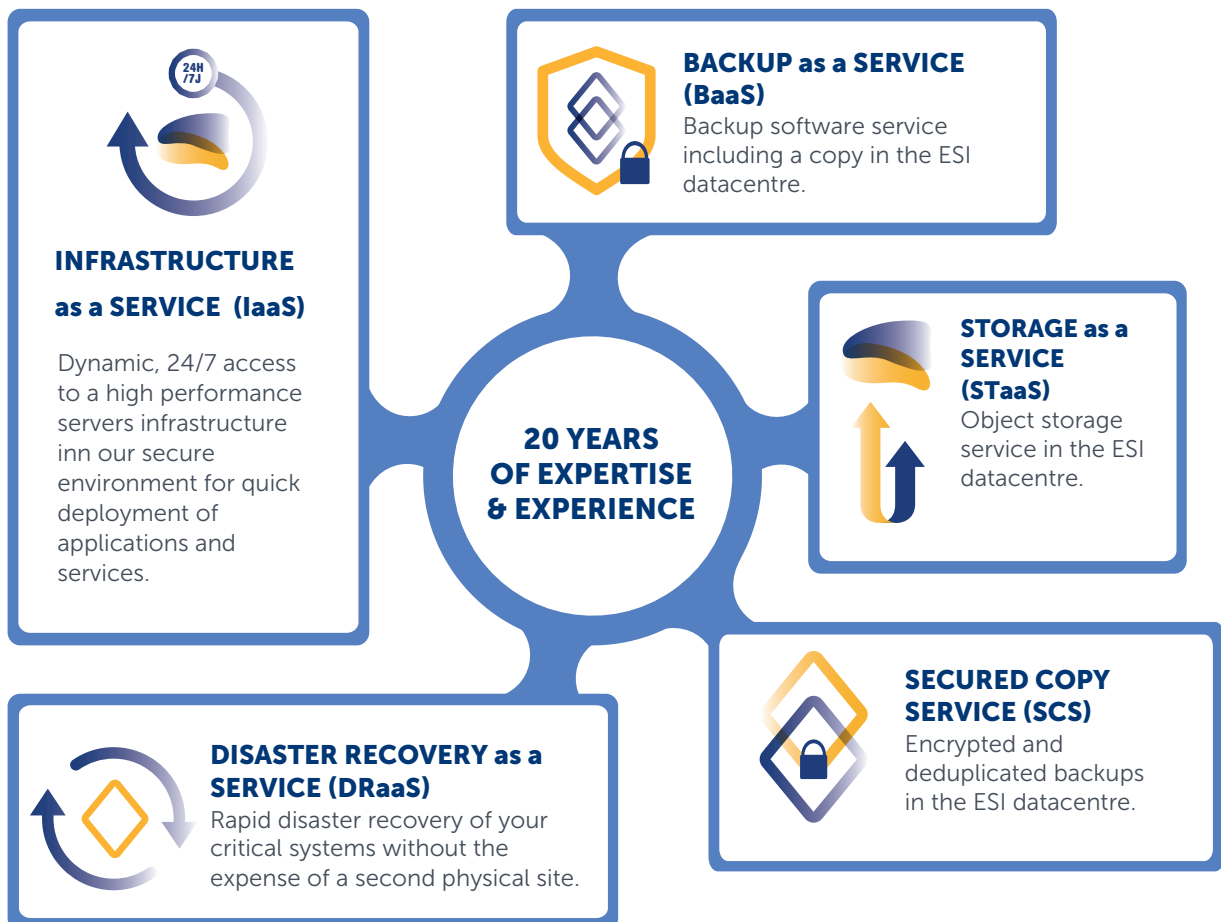 24H
/7J
INFRASTRUCTURE
as a SERVICE (IaaS)
Dynamic, 24/7 access
to a high performance
servers infrastructure
inn our secure
environment for quick
deployment of
applications and
services.
BACKUP as a SERVICE
(BaaS)
Backup software service
including a copy in the ESI
datacentre.
20 YEARS
OF EXPERTISE
& EXPERIENCE
STORAGE as a
SERVICE
(STaaS)
Object storage
service in the ESI
datacentre.
SECURED COPY
SERVICE (SCS)
Encrypted and
deduplicated backups
in the ESI datacentre.
DISASTER RECOVERY as a
SERVICE (DRaaS)
Rapid disaster recovery of your
critical systems without the
expense of a second physical site.